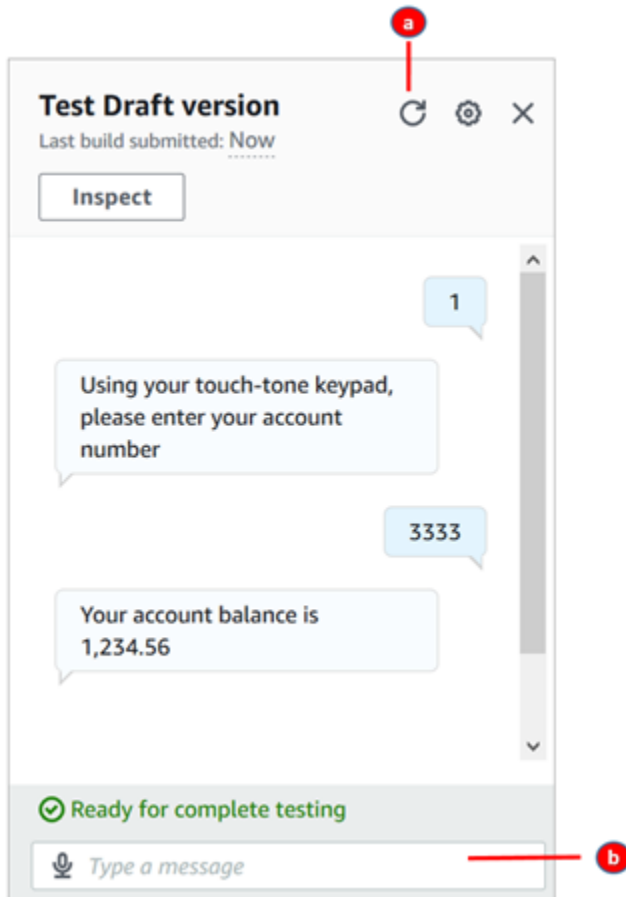 a
Test Draft version
Last build submitted: Now
Inspect
1
Using your touch-tone keypad,
please enter your account
number
3333
Your account balance is
1,234.56
Ready for complete testing
Type a message
b